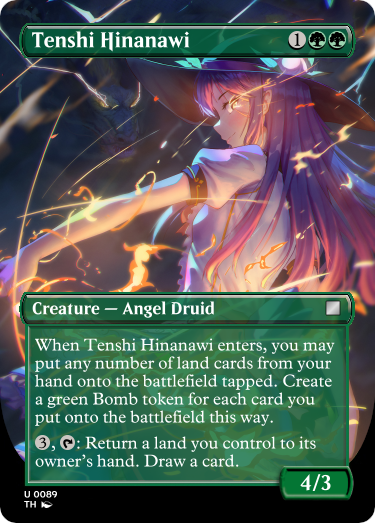 Tenshi Hinanawi 1
Creature — Angel Druid
When Tenshi Hinanawi enters, you may
put any number of land cards from your
hand onto the battlefield tapped. Create
a green Bomb token for each card you
put onto the battlefield this way.
3, : Return a land you control to its
owner's hand. Draw a card.
4/3
U 0089
TH